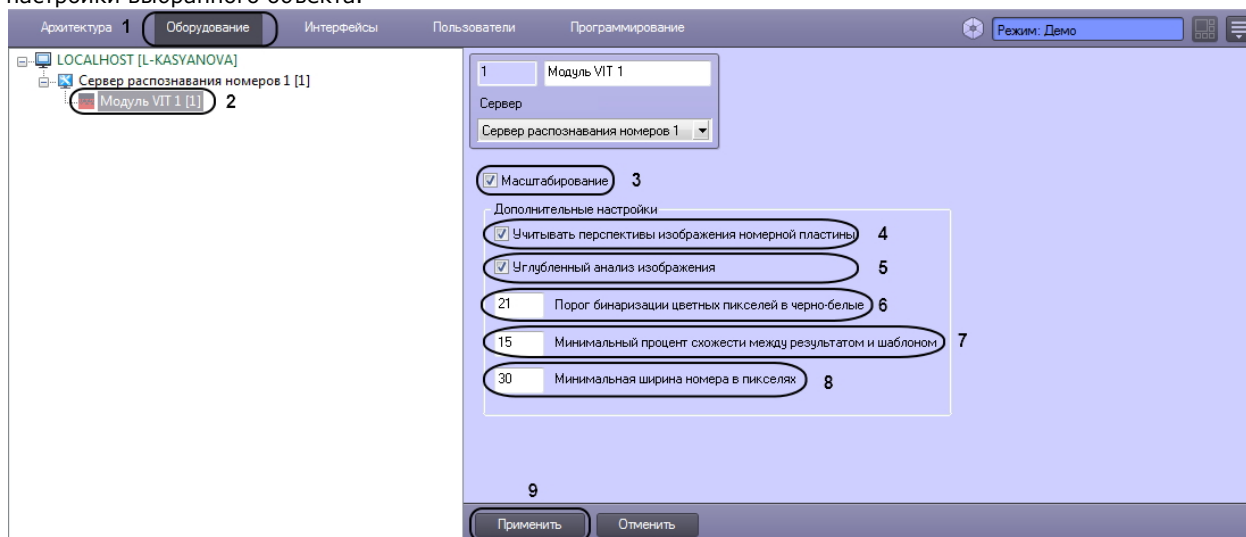 настройки выбранного объекта.
Архитектура 1 Оборудование Интерфейсы Пользователи Программирование Режим: Демо
LOCALHOST [L-KASYANOVA]
Сервер распознавания номеров 1 [1]
Модуль VIT 1 [1] 2
1 Модуль VIT 1
Сервер
Сервер распознавания номеров 1
Масштабирование 3
Дополнительные настройки
Учитывать перспективы изображения номерной пластины 4
Углубленный анализ изображения 5
21 Порог бинаризации цветных пикселей в черно-белые 6
15 Минимальный процент схожести между результатом и шаблоном 7
30 Минимальная ширина номера в пикселях 8
9
Применить Отменить